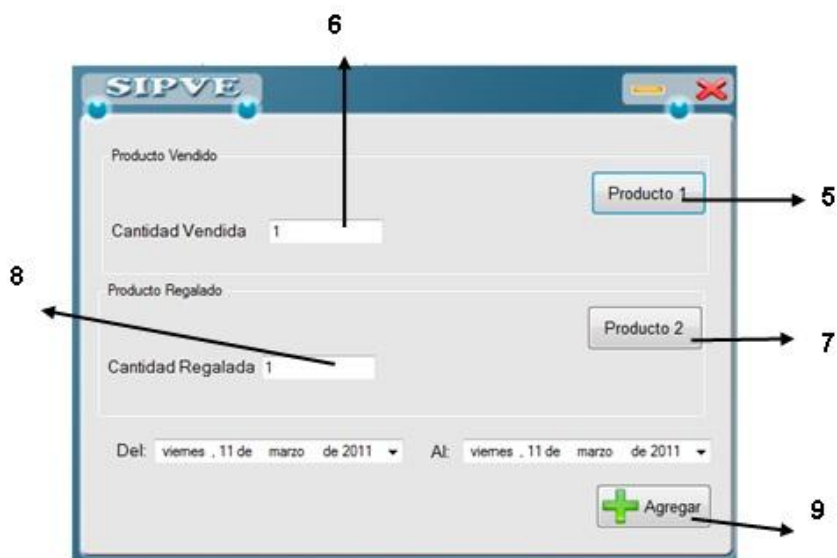 6
SIPVE
Producto Vendido
Producto 1
5
Cantidad Vendida 1
8
Producto Regalado
Producto 2
7
Cantidad Regalada 1
Del: viernes , 11 de marzo de 2011 Al: viernes , 11 de marzo de 2011
Agregar
9